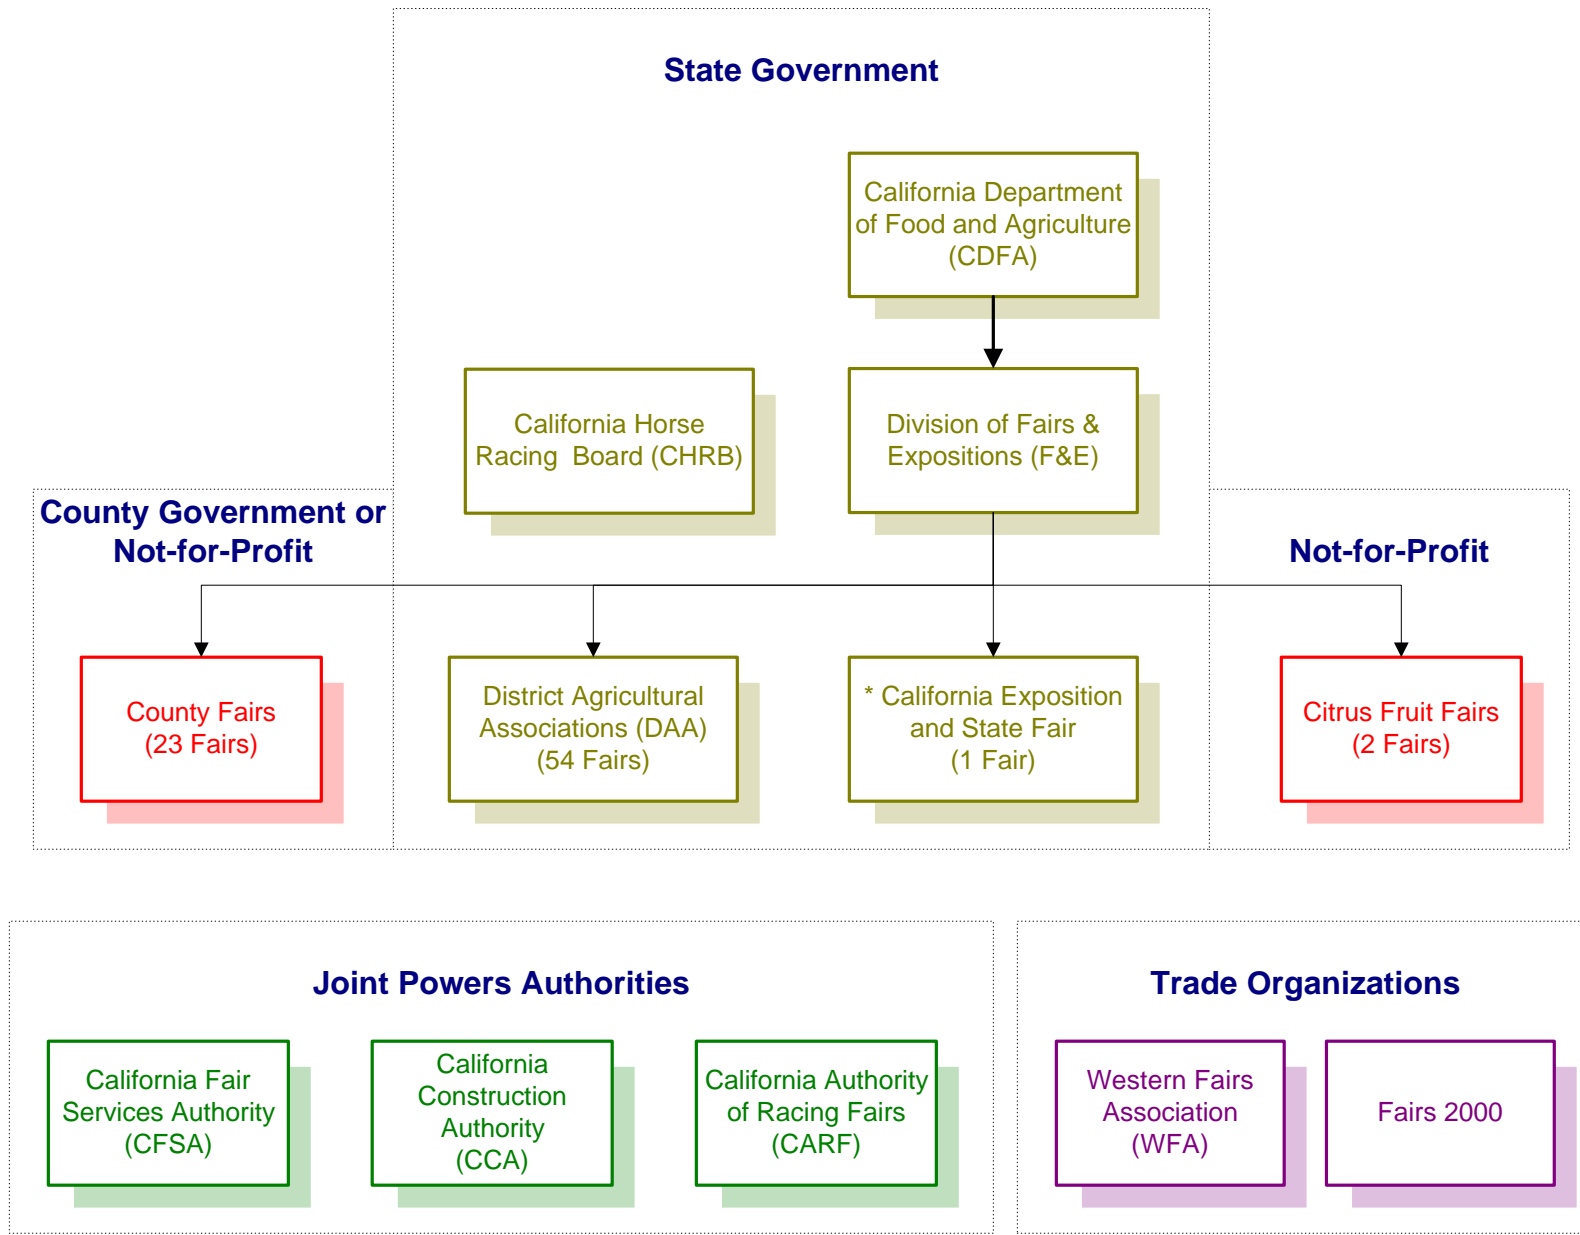 State Government
California Department
of Food and Agriculture
(CDFA)
California Horse
Racing  Board (CHRB)
Division of Fairs &
Expositions (F&E)
County Government or
Not-for-Profit
Not-for-Profit
County Fairs
(23 Fairs)
District Agricultural
Associations (DAA)
(54 Fairs)
* California Exposition
and State Fair
(1 Fair)
Citrus Fruit Fairs
(2 Fairs)
Joint Powers Authorities
California Fair
Services Authority
(CFSA)
California
Construction
Authority
(CCA)
California Authority
of Racing Fairs
(CARF)
Trade Organizations
Western Fairs
Association
(WFA)
Fairs 2000